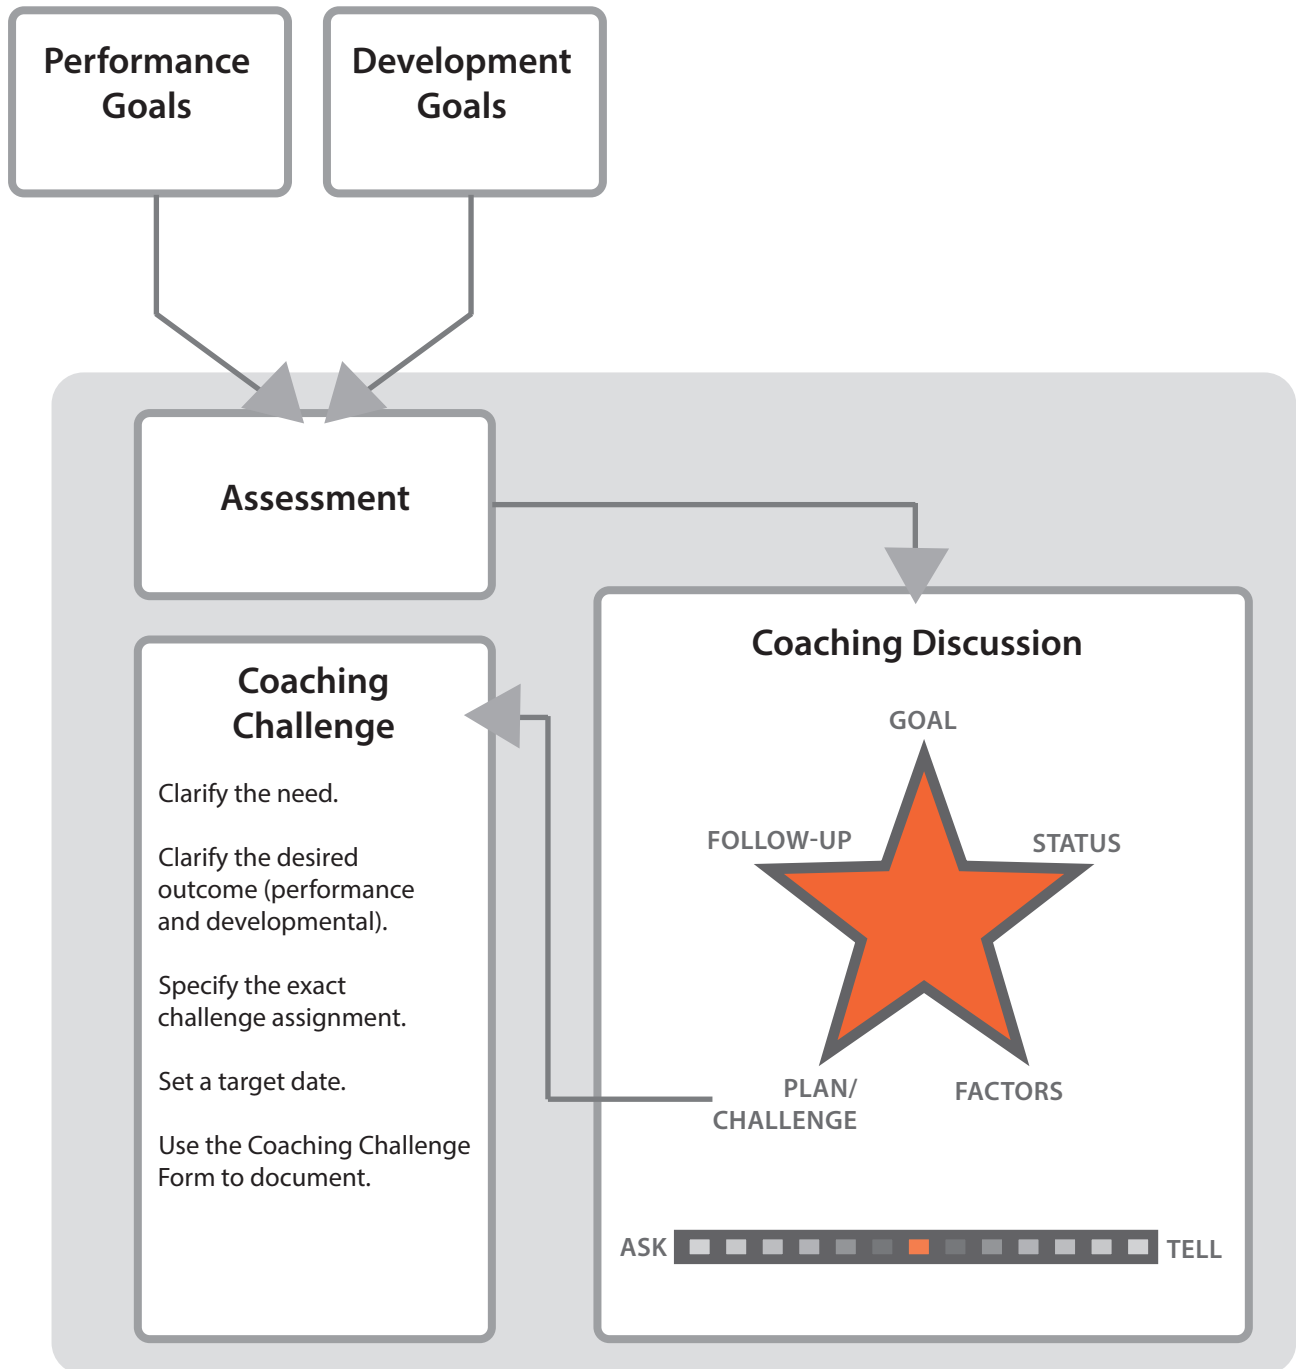 Performance
Goals
Development
Goals
Assessment
Coaching
Challenge
Clarify the need.
Clarify the desired
outcome (performance
and developmental).
Specify the exact
challenge assignment.
Set a target date.
Use the Coaching Challenge
Form to document.
Coaching Discussion
GOAL
FOLLOW-UP
STATUS
PLAN/
CHALLENGE
FACTORS
ASK
TELL